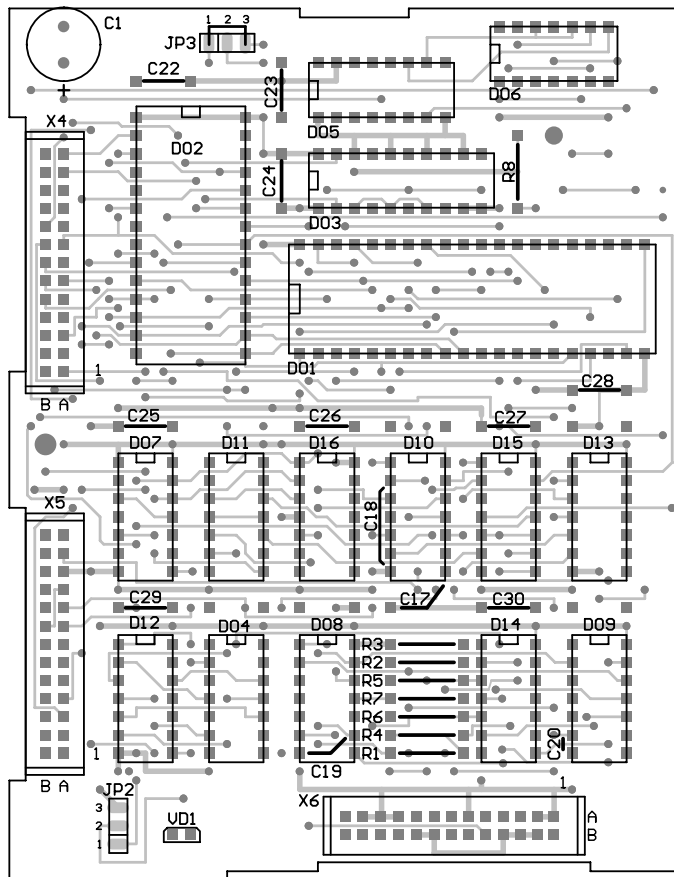 C1
JP3 1 2 3
C22
C23
D06
+
X4
D02
D05
C24
R8
D03
1
D01
C28
B A
C25 C26 C27
D07 D11 D16 D10 D15 D13
X5
C18
C29 C17 C30
D12 D04 D08 D14 D09
R3
R2
R5
R7
R6
R4
R1
C20
1
C19
B A
JP2
3
2
1
VD1
X6
1
A
B